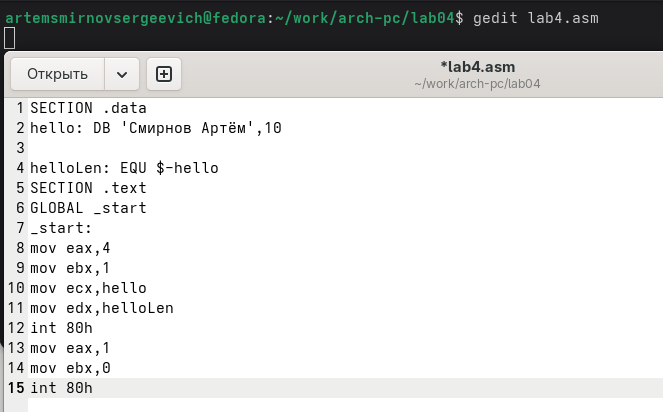 artemsmirnovsergeevich@fedora:~/work/arch-pc/lab04$ gedit lab4.asm
Открыть
*lab4.asm
~/work/arch-pc/lab04
1 SECTION .data
2 hello: DB 'Смирнов Артём',10
3
4 helloLen: EQU $-hello
5 SECTION .text
6 GLOBAL _start
7 _start:
8 mov eax,4
9 mov ebx,1
10 mov ecx,hello
11 mov edx,helloLen
12 int 80h
13 mov eax,1
14 mov ebx,0
15 int 80h